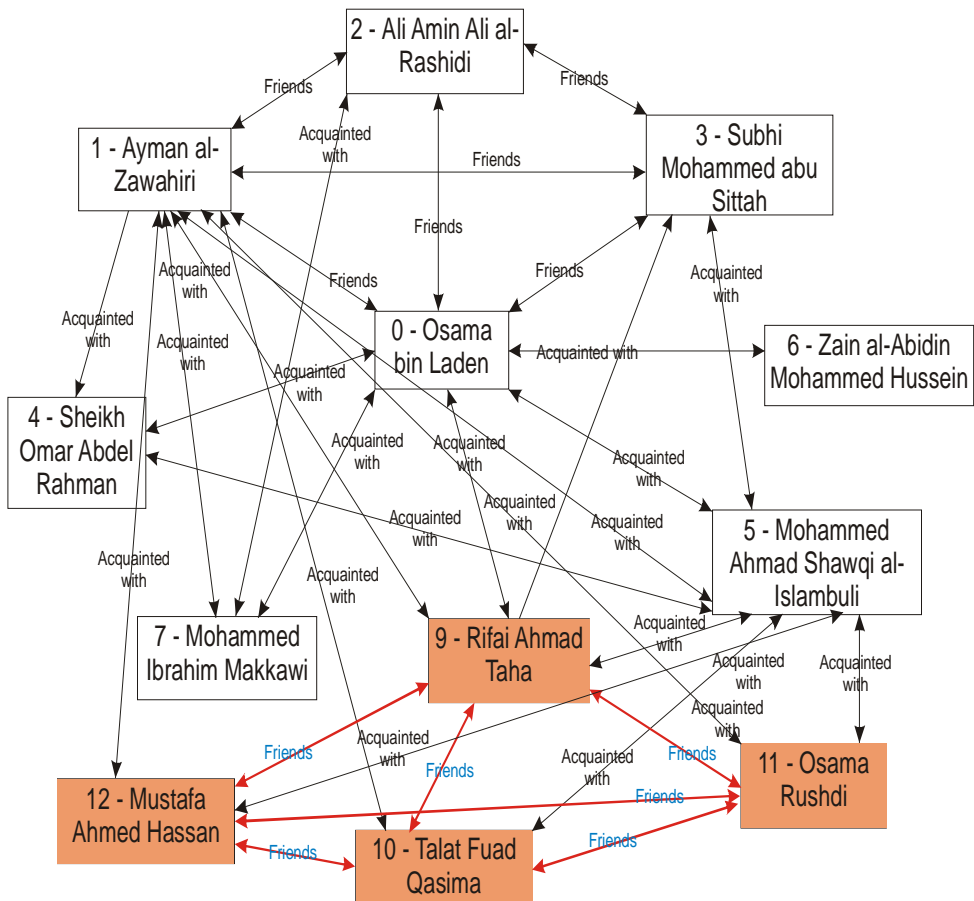 2 - Ali Amin Ali al-
Rashidi
Friends
Friends
Acquainted
with
1 - Ayman al-
Zawahiri
3 - Subhi
Mohammed abu
Sittah
Friends
Friends
Acquainted
with
Friends
Friends
Acquainted
with
Acquainted
with
0 - Osama
bin Laden
Acquainted with
6 - Zain al-Abidin
Mohammed Hussein
Acquainted
with
Acquainted
with
4 - Sheikh
Omar Abdel
Rahman
Acquainted
with
Acquainted
with
Acquainted
with
Acquainted
with
Acquainted
with
5 - Mohammed
Ahmad Shawqi al-
Islambuli
Acquainted
with
Acquainted
with
7 - Mohammed
Ibrahim Makkawi
9 - Rifai Ahmad
Taha
Acquainted
with
Acquainted
with
Acquainted
with
Acquainted
with
Acquainted
with
Acquainted
with
Friends
Friends
Friends
11 - Osama
Rushdi
12 - Mustafa
Ahmed Hassan
Friends
Friends
Friends
10 - Talat Fuad
Qasima